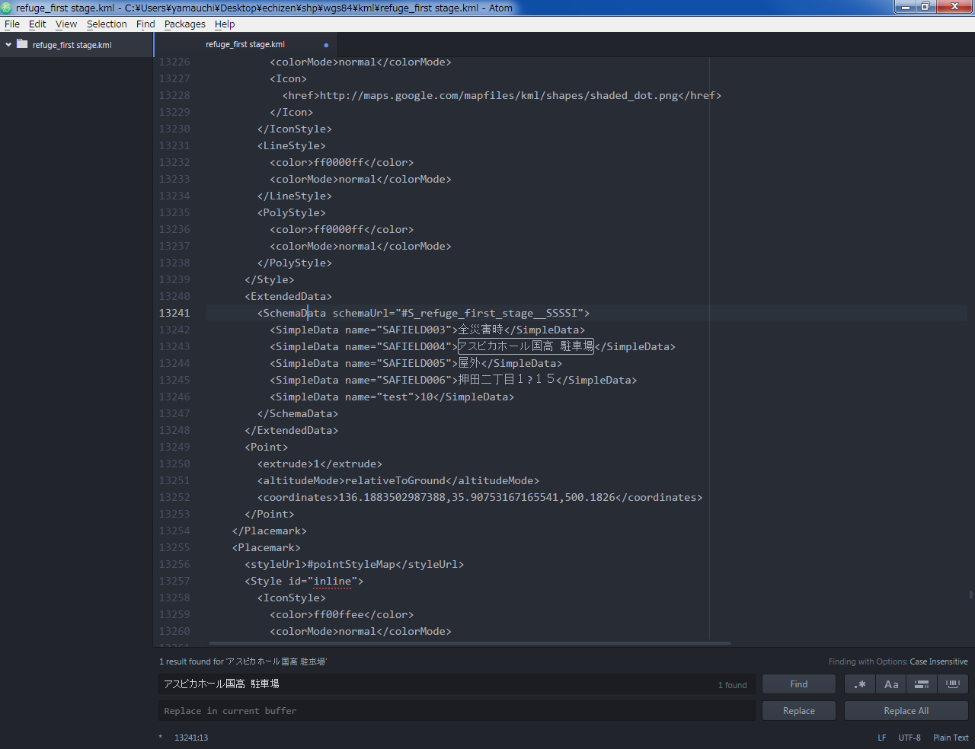 refuge_first stage.kml - C:¥Users¥yamauchi¥Desktop¥echizen¥shp¥wgs84¥kml¥refuge_first stage.kml - Atom
File Edit View Selection Find Packages Help
refuge_first stage.kml
refuge_first stage.kml
13226 <colorMode>normal</colorMode>
13227 <Icon>
13228 <href>http://maps.google.com/mapfiles/kml/shapes/shaded_dot.png</href>
13229 </Icon>
13230 </IconStyle>
13231 <LineStyle>
13232 <color>ff0000ff</color>
13233 <colorMode>normal</colorMode>
13234 </LineStyle>
13235 <PolyStyle>
13236 <color>ff0000ff</color>
13237 <colorMode>normal</colorMode>
13238 </PolyStyle>
13239 </Style>
13240 <ExtendedData>
13241 <SchemaData schemaUrl="#S_refuge_first_stage__SSSSI">
13242 <SimpleData name="SAFIELD003">全災害時</SimpleData>
13243 <SimpleData name="SAFIELD004">アスピカホール国高 駐車場</SimpleData>
13244 <SimpleData name="SAFIELD005">屋外</SimpleData>
13245 <SimpleData name="SAFIELD006">押田二丁目１?１５</SimpleData>
13246 <SimpleData name="test">10</SimpleData>
13247 </SchemaData>
13248 </ExtendedData>
13249 <Point>
13250 <extrude>1</extrude>
13251 <altitudeMode>relativeToGround</altitudeMode>
13252 <coordinates>136.1883502987388,35.90753167165541,500.1826</coordinates>
13253 </Point>
13254 </Placemark>
13255 <Placemark>
13256 <styleUrl>#pointStyleMap</styleUrl>
13257 <Style id="inline">
13258 <IconStyle>
13259 <color>ff00ffee</color>
13260 <colorMode>normal</colorMode>
1 result found for 'アスピカホール国高 駐車場'
Finding with Options: Case Insensitive
アスピカホール国高 駐車場 1 found Find .* Aa
Replace in current buffer Replace Replace All
* 13241:13 LF UTF-8 Plain Text